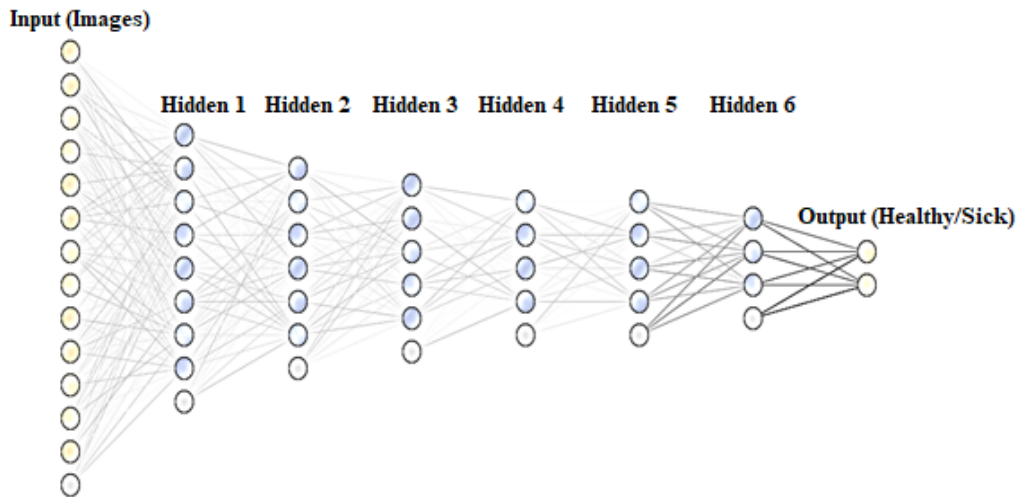 Input (Images)
Hidden 1 Hidden 2 Hidden 3 Hidden 4 Hidden 5 Hidden 6
Output (Healthy/Sick)